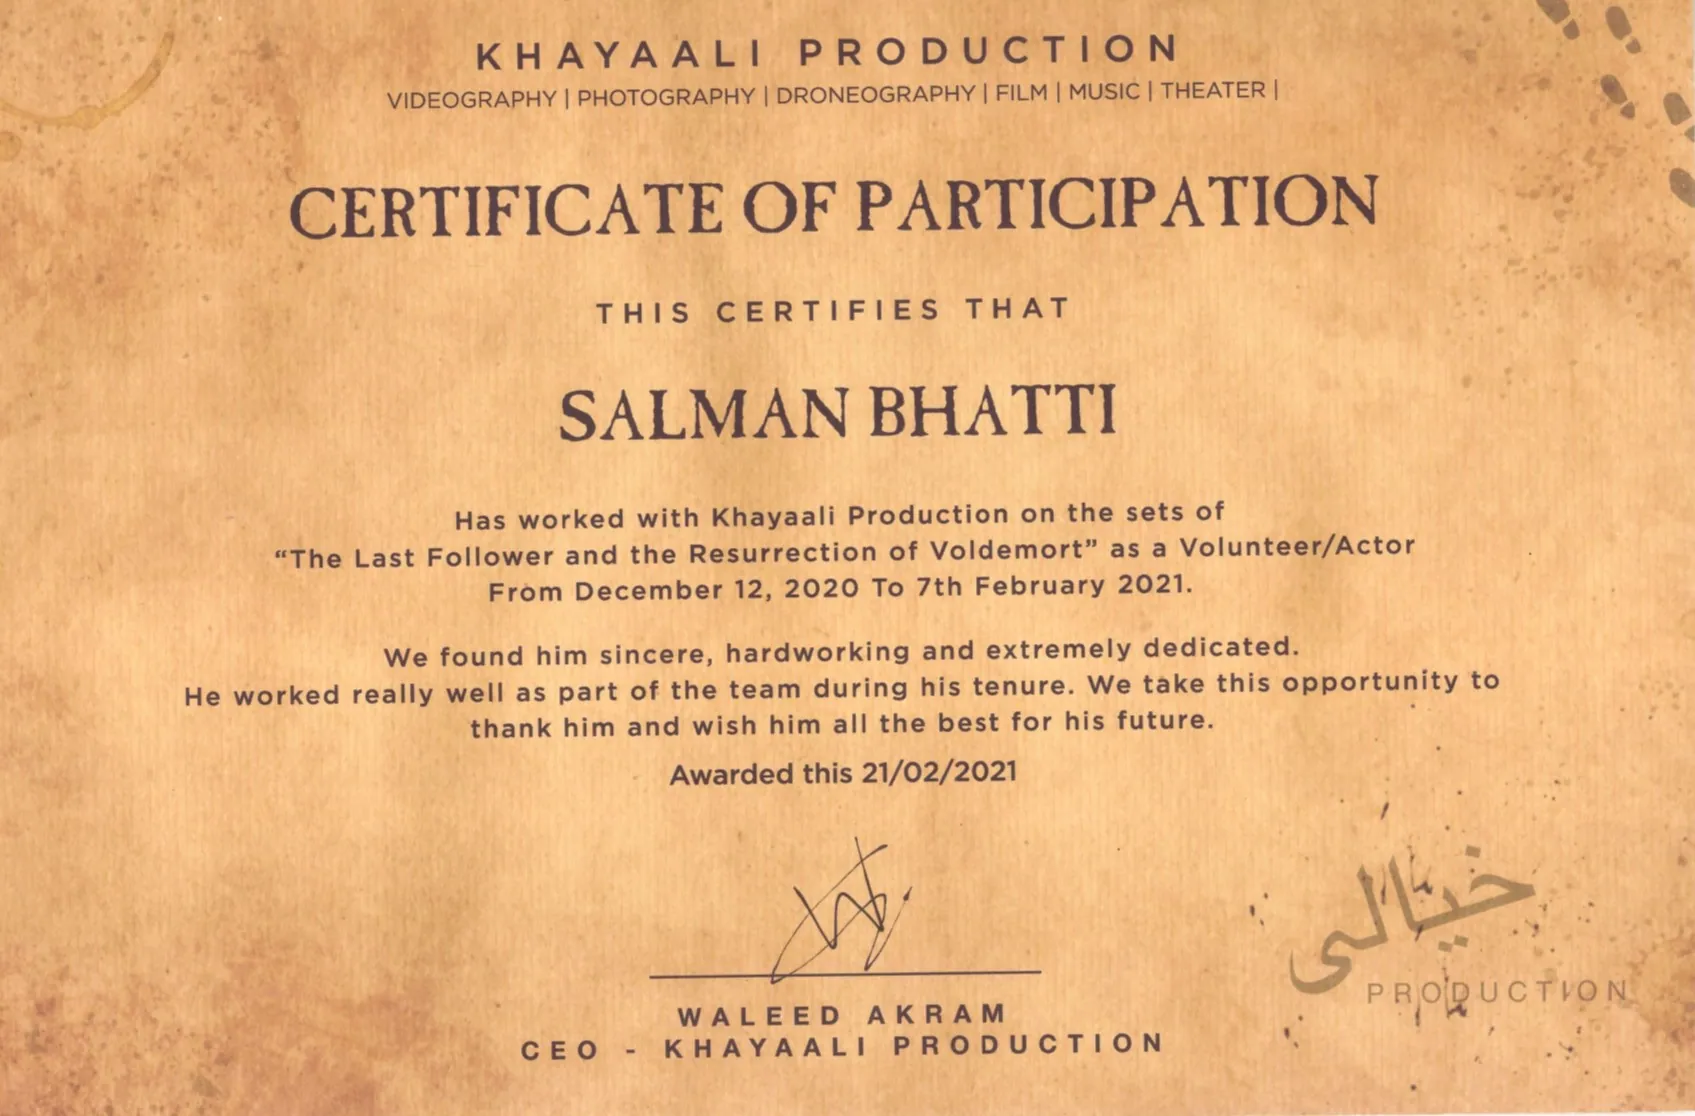 KHAYAALI PRODUCTION
VIDEOGRAPHY | PHOTOGRAPHY | DRONEOGRAPHY | FILM | MUSIC | THEATER |
CERTIFICATE OF PARTICIPATION
THIS CERTIFIES THAT
SALMAN BHATTI
Has worked with Khayaali Production on the sets of
“The Last Follower and the Resurrection of Voldemort” as a Volunteer/Actor
From December 12, 2020 To 7th February 2021.
We found him sincere, hardworking and extremely dedicated.
He worked really well as part of the team during his tenure. We take this opportunity to
thank him and wish him all the best for his future.
Awarded this 21/02/2021
WALEED AKRAM
CEO - KHAYAALI PRODUCTION
خیالی
PRODUCTION